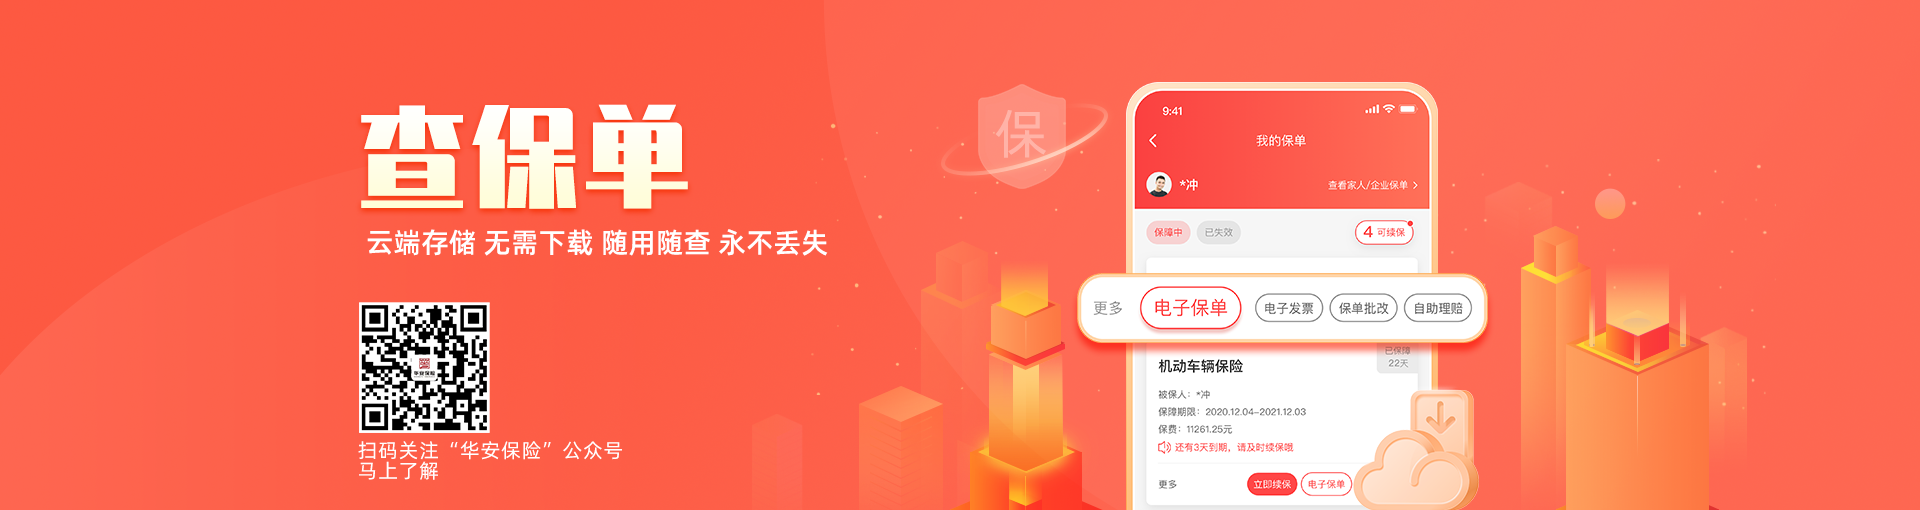 查保单
云端存储 无需下载 随用随查 永不丢失
华安保险
扫码关注“华安保险”公众号
马上了解
保
9:41
我的保单
*冲
查看家人/企业保单
保障中
已失效
4 可续保
更多
电子保单
电子发票
保单批改
自助理赔
机动车辆保险
已保障
22天
被保人：*冲
保障期限：2020.12.04-2021.12.03
保费：11261.25元
还有3天到期，请及时续保哦
更多
立即续保
电子保单